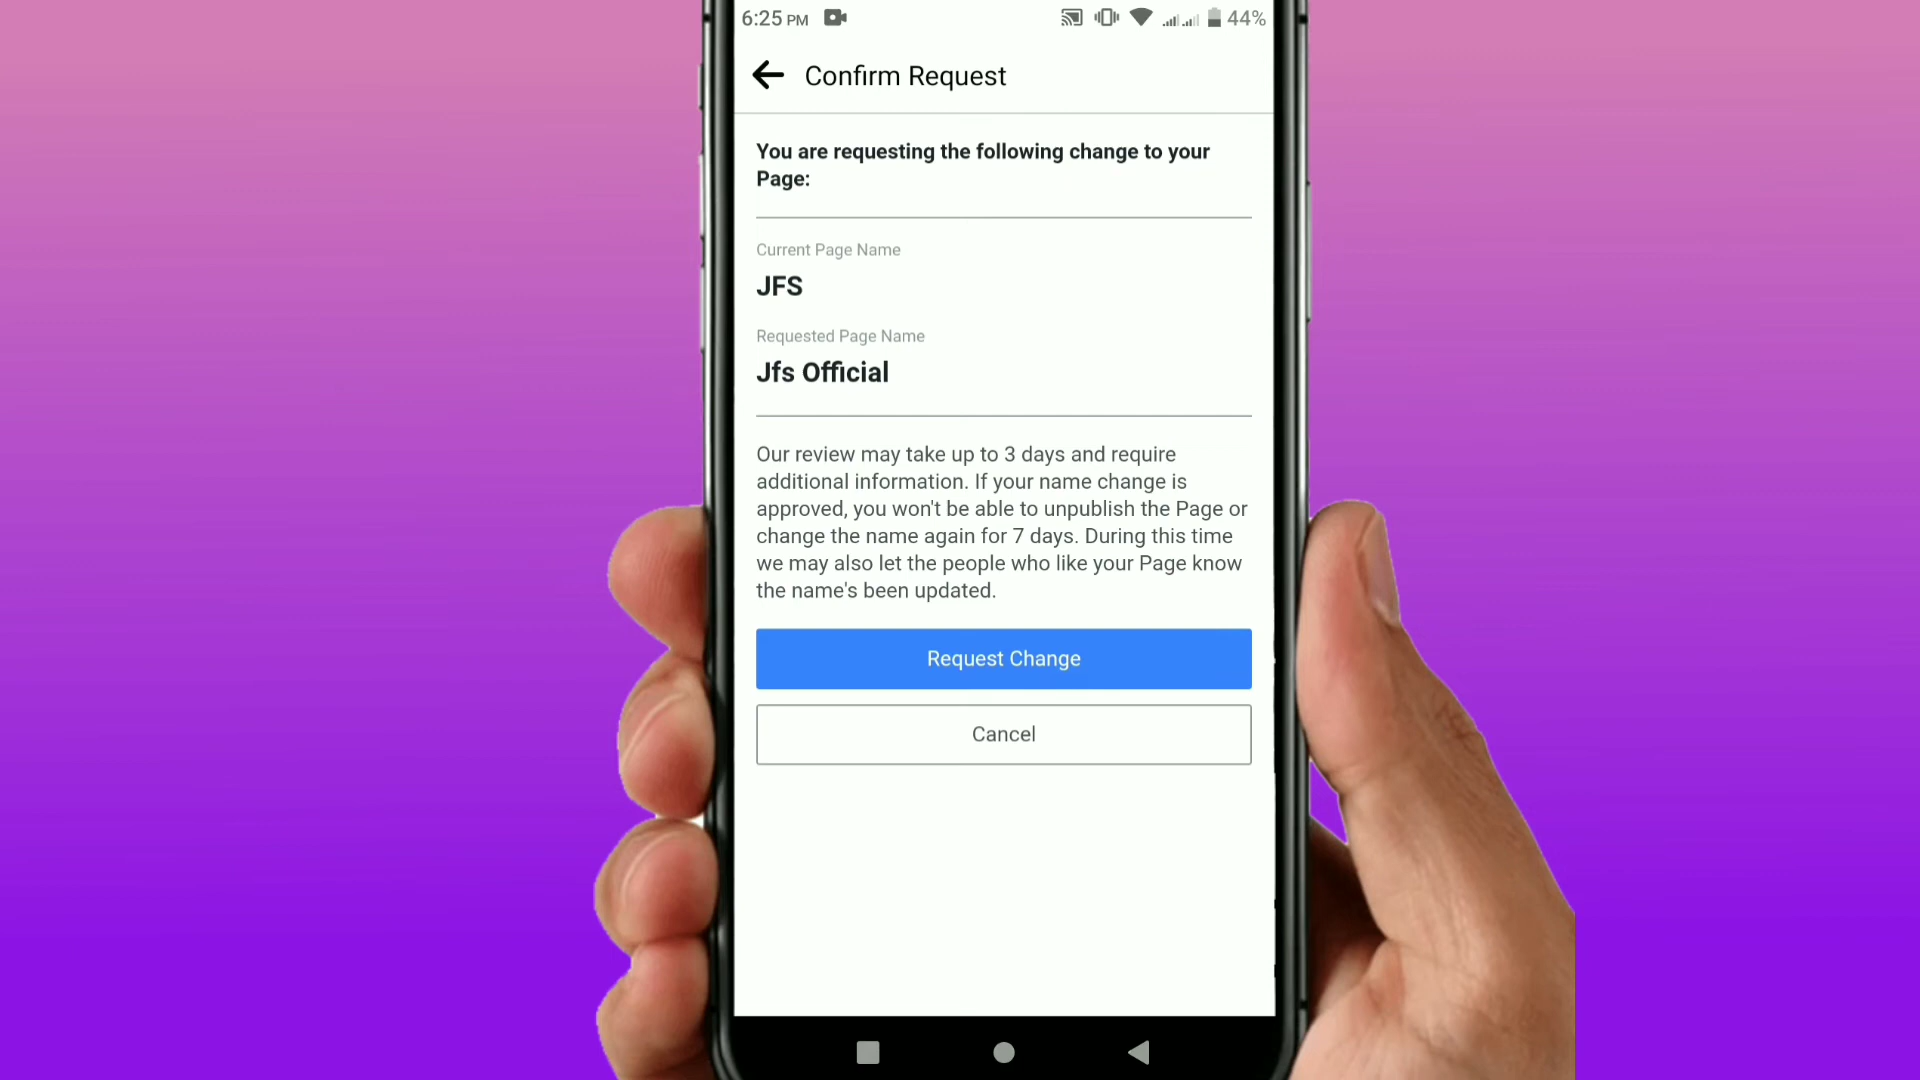 6:25 PM
44%
Confirm Request
You are requesting the following change to your
Page:
Current Page Name
JFS
Requested Page Name
Jfs Official
Our review may take up to 3 days and require
additional information. If your name change is
approved, you won't be able to unpublish the Page or
change the name again for 7 days. During this time
we may also let the people who like your Page know
the name's been updated.
Request Change
Cancel